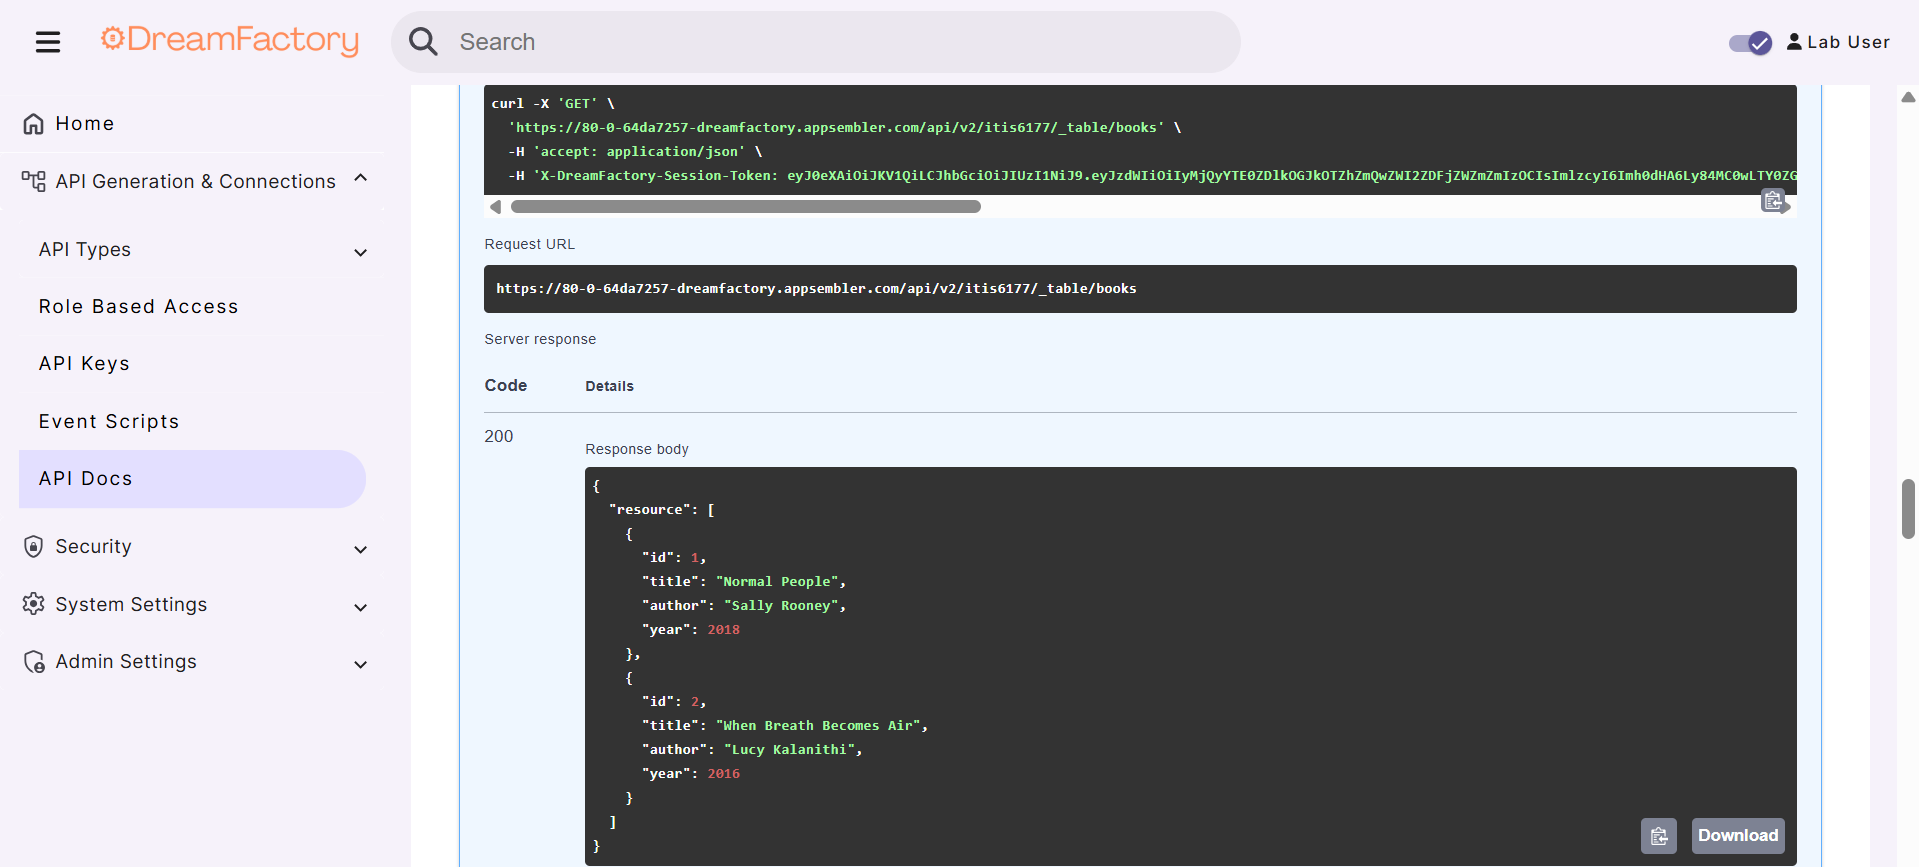 DreamFactory
Search
Lab User
Home
API Generation & Connections
API Types
Role Based Access
API Keys
Event Scripts
API Docs
Security
System Settings
Admin Settings
curl -X 'GET' \
'https://80-0-64da7257-dreamfactory.appsembler.com/api/v2/itis6177/_table/books' \
-H 'accept: application/json' \
-H 'X-DreamFactory-Session-Token: eyJ0eXAiOiJKV1QiLCJhbGciOiJIUzI1NiJ9.eyJzdWIiOiIyMjQyYTE0ZDlkOGJkOTZhZmQwZWI2ZDFjZWZmZmIzOCIsImlzcyI6Imh0dHA6Ly84MC0wLTY0ZG
Request URL
https://80-0-64da7257-dreamfactory.appsembler.com/api/v2/itis6177/_table/books
Server response
Code Details
200
Response body
{
"resource": [
{
"id": 1,
"title": "Normal People",
"author": "Sally Rooney",
"year": 2018
},
{
"id": 2,
"title": "When Breath Becomes Air",
"author": "Lucy Kalanithi",
"year": 2016
}
]
}
Download